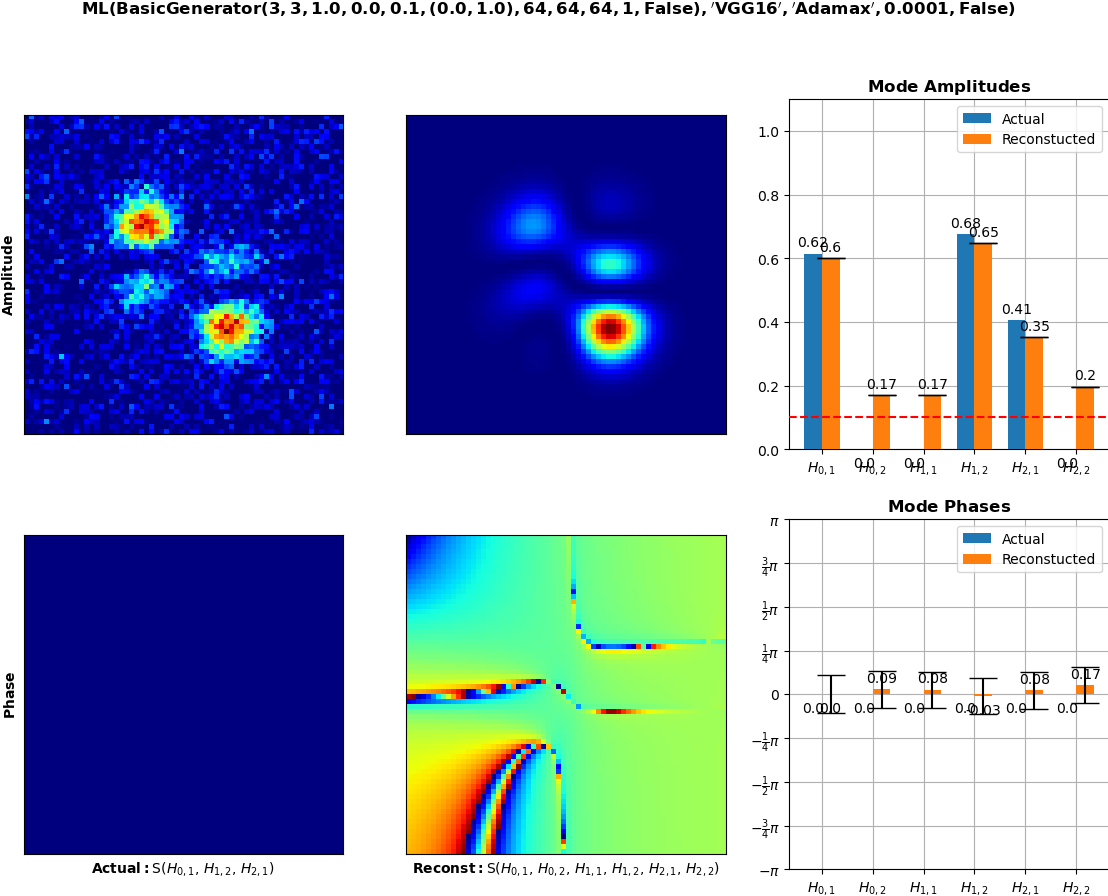 ML(BasicGenerator(3, 3, 1.0, 0.0, 0.1, (0.0, 1.0), 64, 64, 64, 1, False), ′VGG16′, ′Adamax′, 0.0001, False)
Amplitude
Mode Amplitudes
Actual
Reconstucted
1.0
0.8
0.6
0.4
0.2
0.0
0.62
0.6
0.0
0.17
0.0
0.17
0.68
0.65
0.41
0.35
0.0
0.2
H0,1
H0,2
H1,1
H1,2
H2,1
H2,2
Phase
Actual: S(H0,1, H1,2, H2,1)
Reconst: S(H0,1, H0,2, H1,1, H1,2, H2,1, H2,2)
Mode Phases
Actual
Reconstucted
π
3/4π
1/2π
1/4π
0
−1/4π
−1/2π
−3/4π
−π
0.0
0.0
0.0
0.09
0.0
0.08
0.0
-0.03
0.0
0.08
0.0
0.17
H0,1
H0,2
H1,1
H1,2
H2,1
H2,2